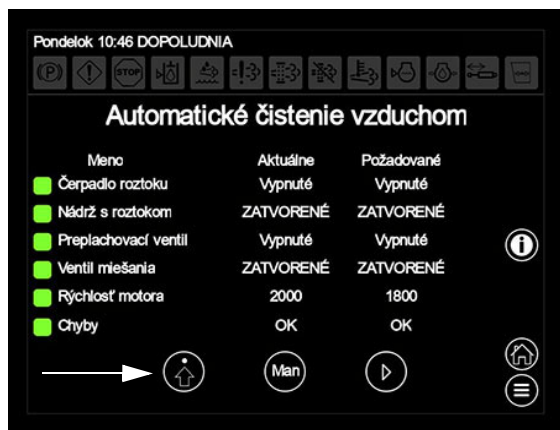 Pondelok 10:46 DOPOLUDNIA
STOP
Automatické čistenie vzduchom
Meno Aktuálne Požadované
Čerpadlo roztoku Vypnuté Vypnuté
Nádrž s roztokom ZATVORENÉ ZATVORENÉ
Preplachovací ventil Vypnuté Vypnuté
Ventil miešania ZATVORENÉ ZATVORENÉ
Rýchlosť motora 2000 1800
Chyby OK OK
Man